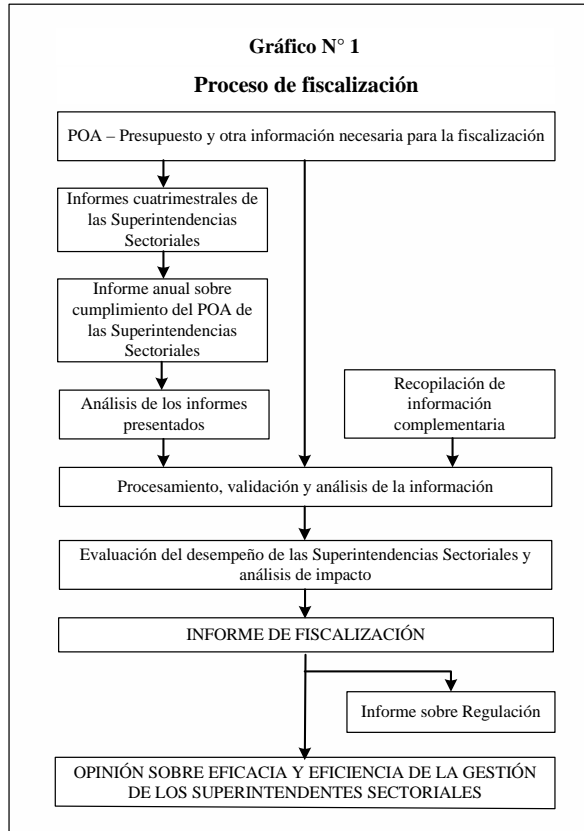 Gráfico N° 1
Proceso de fiscalización
POA – Presupuesto y otra información necesaria para la fiscalización
Informes cuatrimestrales de
las Superintendencias
Sectoriales
Informe anual sobre
cumplimiento del POA de
las Superintendencias
Sectoriales
Análisis de los informes
presentados
Recopilación de
información
complementaria
Procesamiento, validación y análisis de la información
Evaluación del desempeño de las Superintendencias Sectoriales y
análisis de impacto
INFORME DE FISCALIZACIÓN
Informe sobre Regulación
OPINIÓN SOBRE EFICACIA Y EFICIENCIA DE LA GESTIÓN
DE LOS SUPERINTENDENTES SECTORIALES